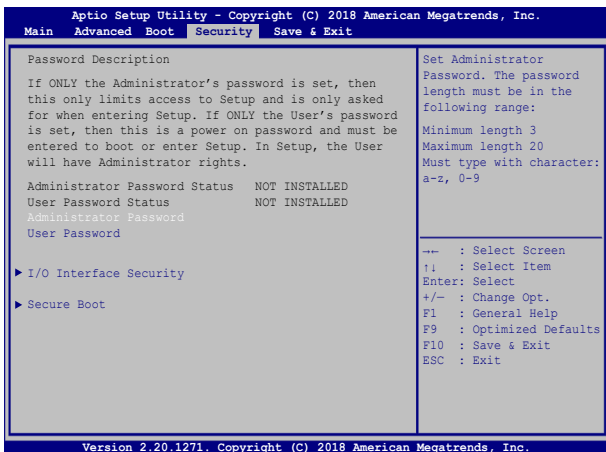 Aptio Setup Utility - Copyright (C) 2018 American Megatrends, Inc.
Main Advanced Boot Security Save & Exit
Password Description
If ONLY the Administrator's password is set, then
this only limits access to Setup and is only asked
for when entering Setup. If ONLY the User's password
is set, then this is a power on password and must be
entered to boot or enter Setup. In Setup, the User
will have Administrator rights.
Administrator Password Status NOT INSTALLED
User Password Status NOT INSTALLED
Administrator Password
User Password
I/O Interface Security
Secure Boot
Set Administrator
Password. The password
length must be in the
following range:
Minimum length 3
Maximum length 20
Must type with character:
a-z, 0-9
→← : Select Screen
↑↓ : Select Item
Enter: Select
+/— : Change Opt.
F1 : General Help
F9 : Optimized Defaults
F10 : Save & Exit
ESC : Exit
Version 2.20.1271. Copyright (C) 2018 American Megatrends, Inc.